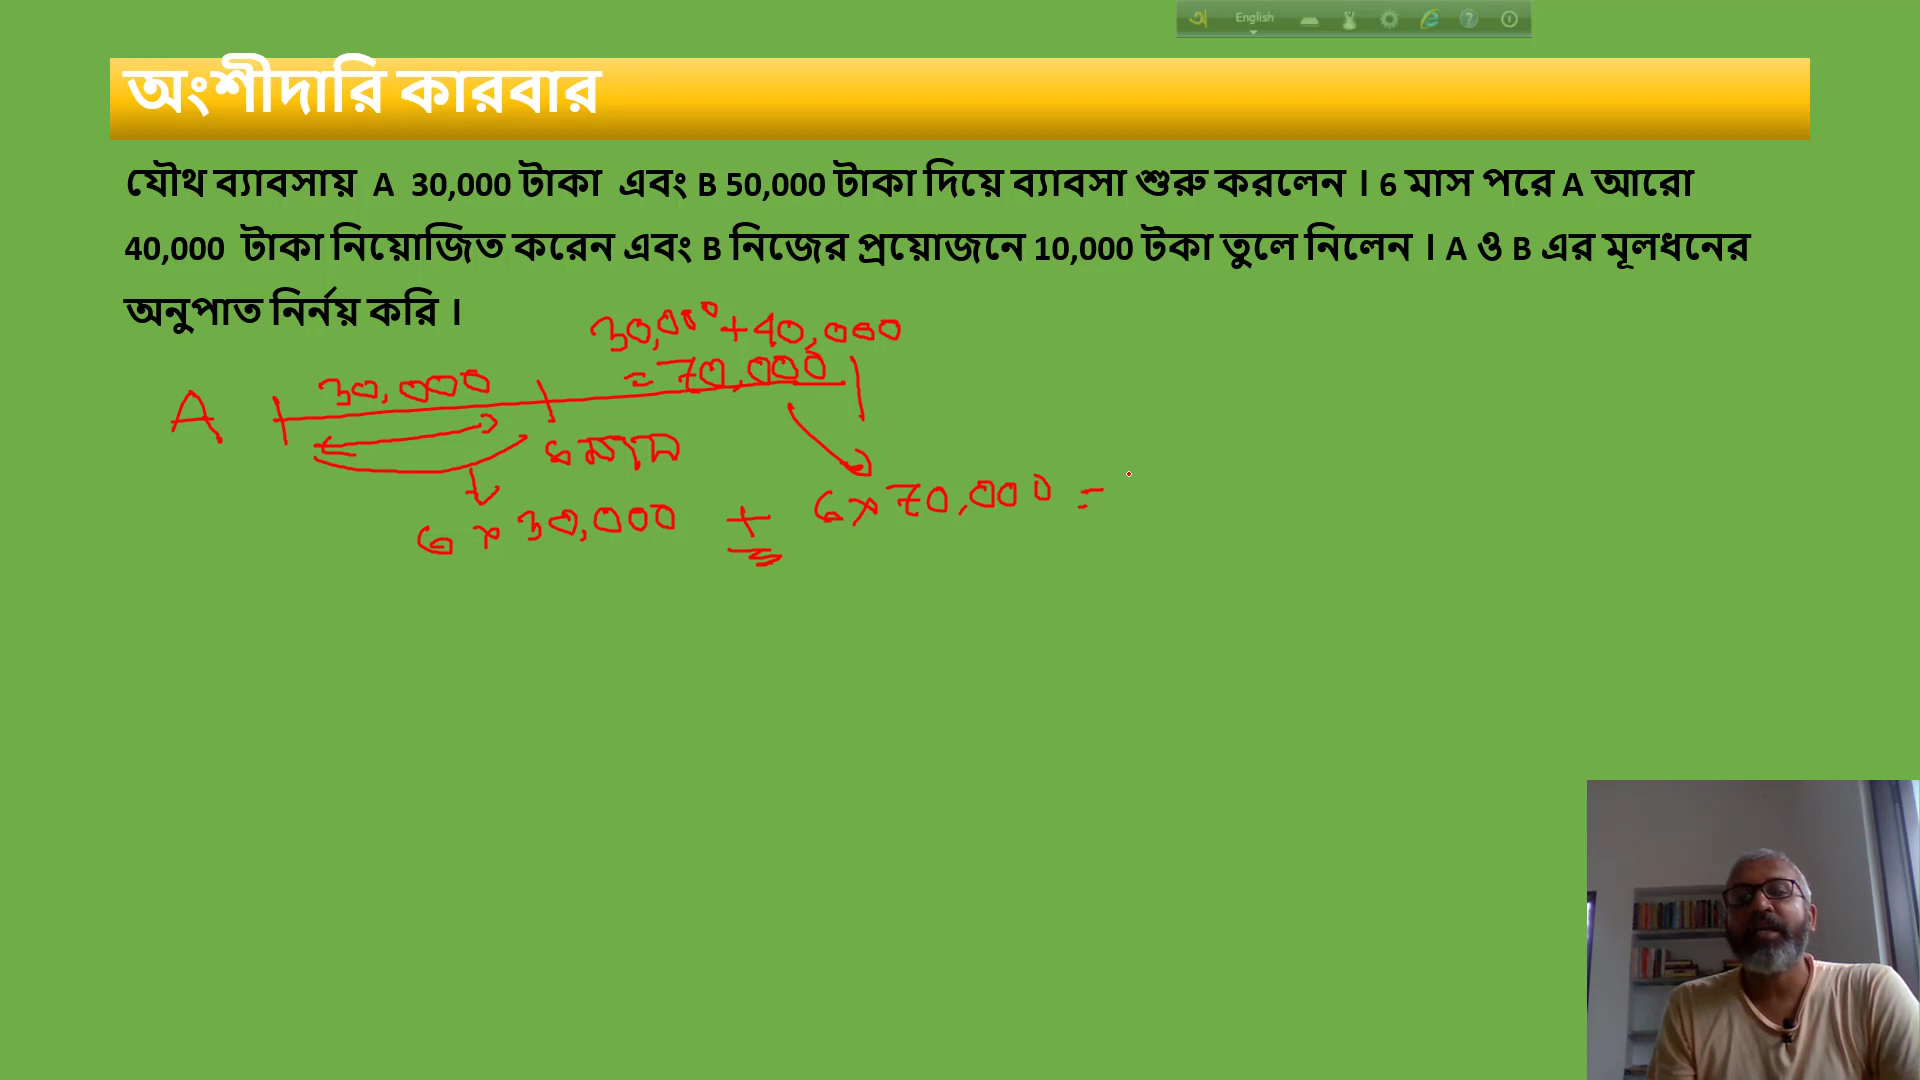 English
অংশীদারি কারবার
যৌথ ব্যাবসায় A 30,000 টাকা এবং B 50,000 টাকা দিয়ে ব্যাবসা শুরু করলেন । 6 মাস পরে A আরো
40,000 টাকা নিয়োজিত করেন এবং B নিজের প্রয়োজনে 10,000 টকা তুলে নিলেন । A ও B এর মূলধনের
অনুপাত নির্নয় করি ।
30,000 + 40,000
= 70,000
A 30,000
6 × 30,000 + 6 × 70,000 =